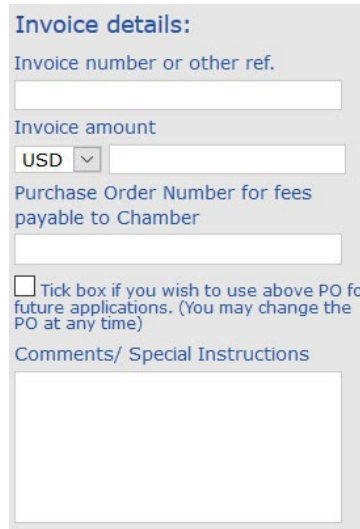 Invoice details:
Invoice number or other ref.
Invoice amount
USD
Purchase Order Number for fees
payable to Chamber
Tick box if you wish to use above PO fo
future applications. (You may change the
PO at any time)
Comments/ Special Instructions